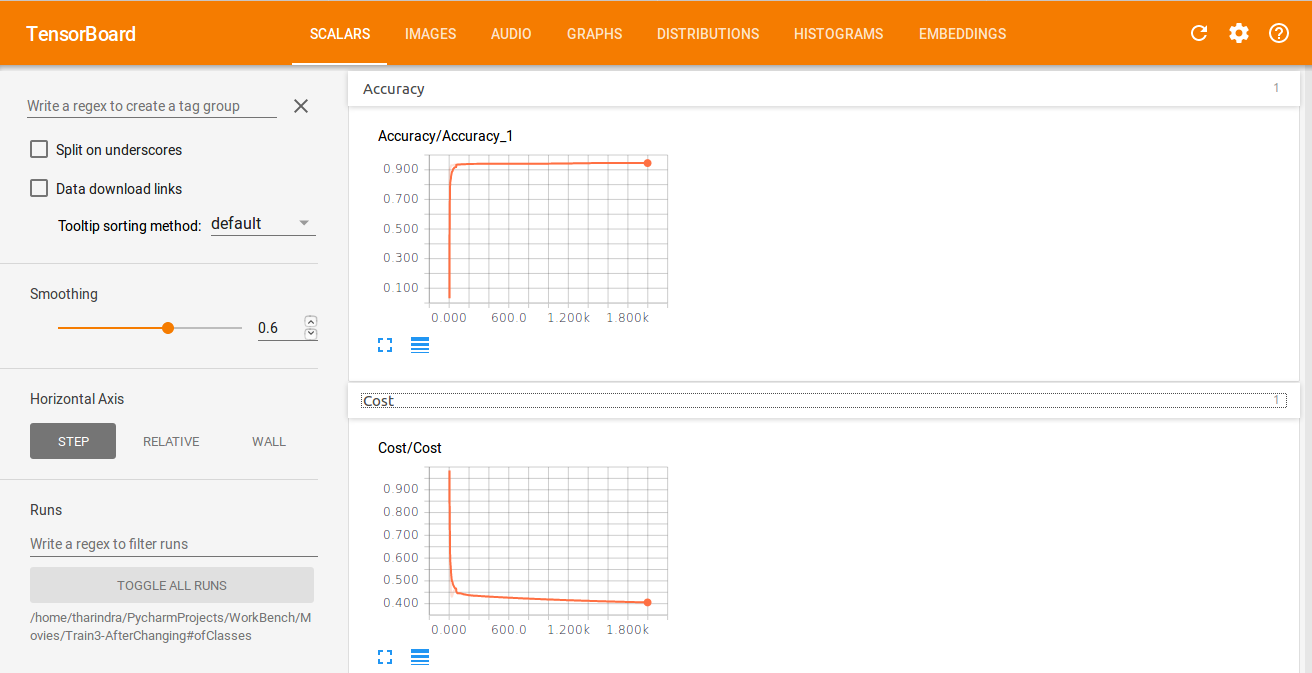 TensorBoard
SCALARS IMAGES AUDIO GRAPHS DISTRIBUTIONS HISTOGRAMS EMBEDDINGS
Write a regex to create a tag group
Split on underscores
Data download links
Tooltip sorting method: default
Smoothing
0.6
Horizontal Axis
STEP RELATIVE WALL
Runs
Write a regex to filter runs
TOGGLE ALL RUNS
/home/tharindra/PycharmProjects/WorkBench/M
ovies/Train3-AfterChanging#ofClasses
Accuracy 1
Accuracy/Accuracy_1
0.900
0.700
0.500
0.300
0.100
0.000 600.0 1.200k 1.800k
Cost 1
Cost/Cost
0.900
0.800
0.700
0.600
0.500
0.400
0.000 600.0 1.200k 1.800k